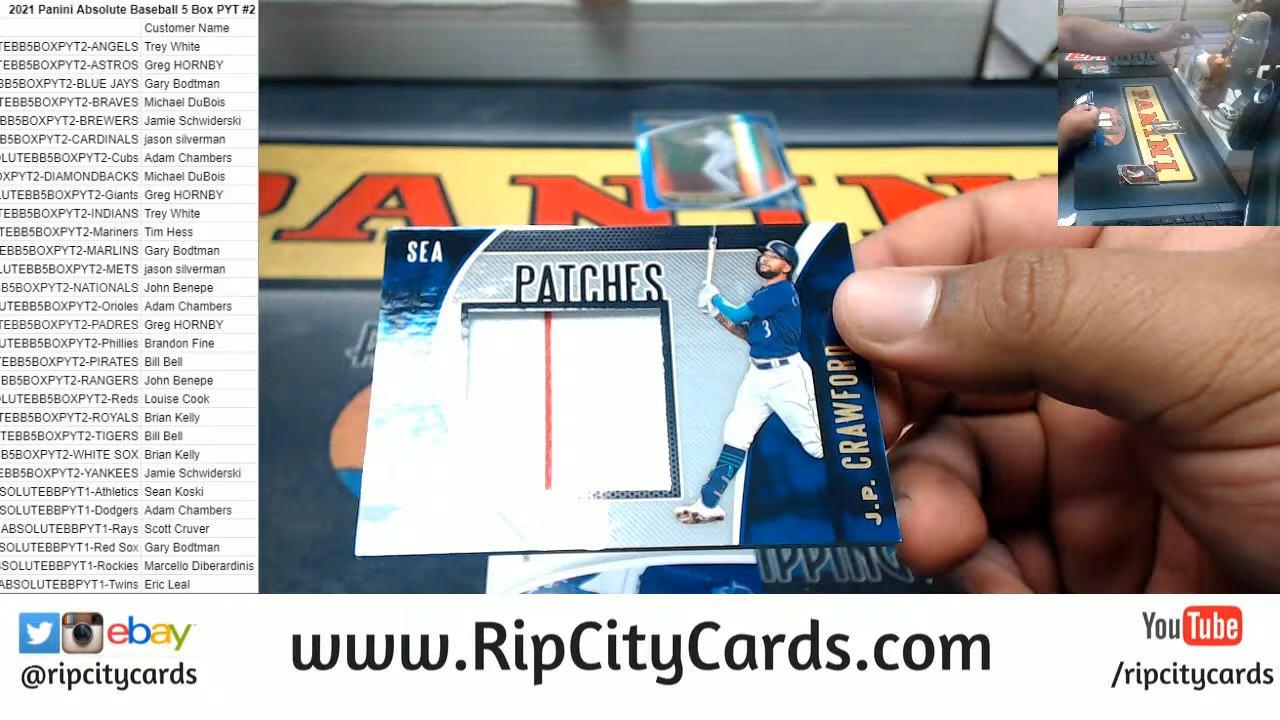 2021 Panini Absolute Baseball 5 Box PYT #2
Customer Name
TEBB5BOXPYT2-ANGELS Trey White
TEBB5BOXPYT2-ASTROS Greg HORNBY
EBB5BOXPYT2-BLUE JAYS Gary Bodtman
TEBB5BOXPYT2-BRAVES Michael DuBois
BB5BOXPYT2-BREWERS Jamie Schwiderski
B5BOXPYT2-CARDINALS jason silverman
OLUTEBB5BOXPYT2-Cubs Adam Chambers
OXPYT2-DIAMONDBACKS Michael DuBois
LUTEBB5BOXPYT2-Giants Greg HORNBY
TEBB5BOXPYT2-INDIANS Trey White
TEBB5BOXPYT2-Mariners Tim Hess
EBB5BOXPYT2-MARLINS Gary Bodtman
UTEBB5BOXPYT2-METS jason silverman
BB5BOXPYT2-NATIONALS John Benepe
UTEBB5BOXPYT2-Orioles Adam Chambers
TEBB5BOXPYT2-PADRES Greg HORNBY
UTEBB5BOXPYT2-Phillies Brandon Fine
TEBB5BOXPYT2-PIRATES Bill Bell
EBB5BOXPYT2-RANGERS John Benepe
LUTEBB5BOXPYT2-Reds Louise Cook
TEBB5BOXPYT2-ROYALS Brian Kelly
UTEBB5BOXPYT2-TIGERS Bill Bell
B5BOXPYT2-WHITE SOX Brian Kelly
EBB5BOXPYT2-YANKEES Jamie Schwiderski
SOLUTEBBPYT1-Athletics Sean Koski
SOLUTEBBPYT1-Dodgers Adam Chambers
ABSOLUTEBBPYT1-Rays Scott Cruver
SOLUTEBBPYT1-Red Sox Gary Bodtman
BSOLUTEBBPYT1-Rockies Marcello Diberardinis
ABSOLUTEBBPYT1-Twins Eric Leal
PANINI
SEA
PATCHES
3
J.P. CRAWFORD
PANINI
ebay
@ripcitycards
www.RipCityCards.com
YouTube
/ripcitycards